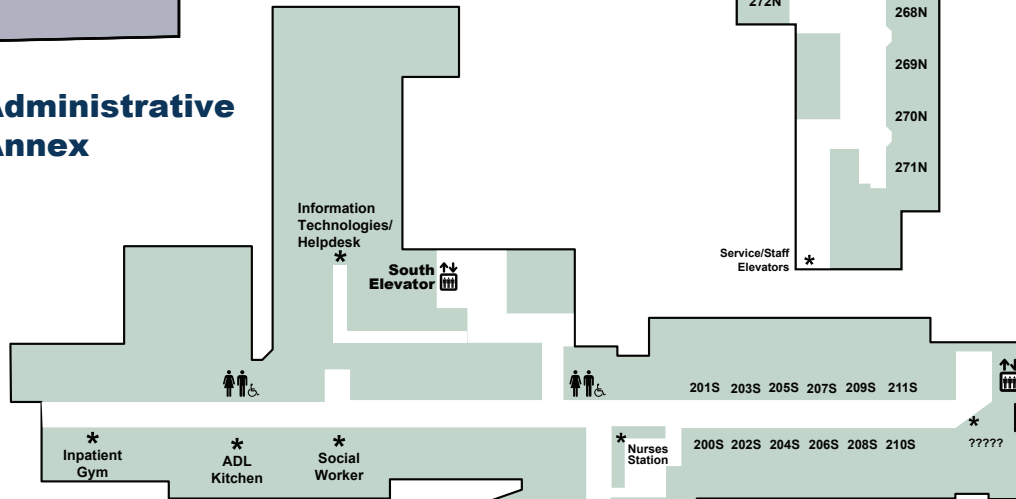 272N
268N
269N
270N
271N
Administrative
Annex
Information
Technologies/
Helpdesk
South
Elevator
Service/Staff
Elevators
201S 203S 205S 207S 209S 211S
200S 202S 204S 206S 208S 210S
?????
Nurses
Station
Inpatient
Gym
ADL
Kitchen
Social
Worker